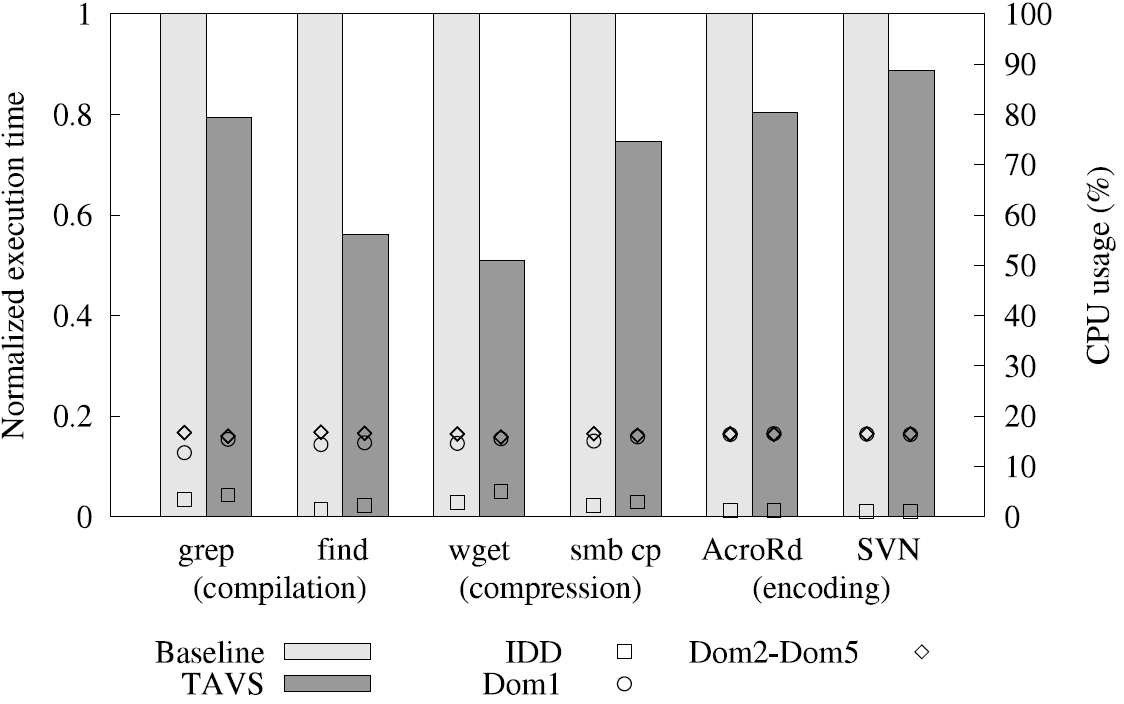 Normalized execution time
1
0.8
0.6
0.4
0.2
0
100
90
80
70
60
50
40
30
20
10
0
CPU usage (%)
grep find wget smb cp AcroRd SVN
(compilation) (compression) (encoding)
Baseline IDD Dom2-Dom5
TAVS Dom1